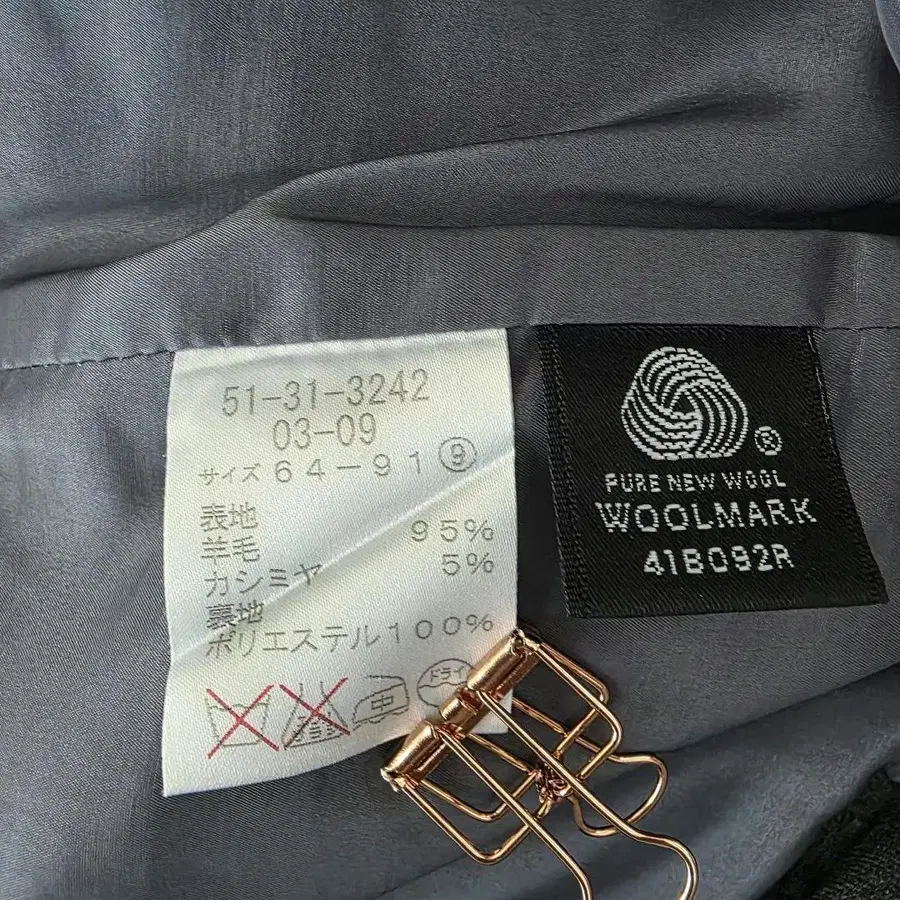 51-31-3242
03-09
サイズ 64-91⑨
表地
羊毛 95%
カシミヤ 5%
裏地
ポリエステル100%
中
ドライ
PURE NEW WOOL
WOOLMARK
41B092R